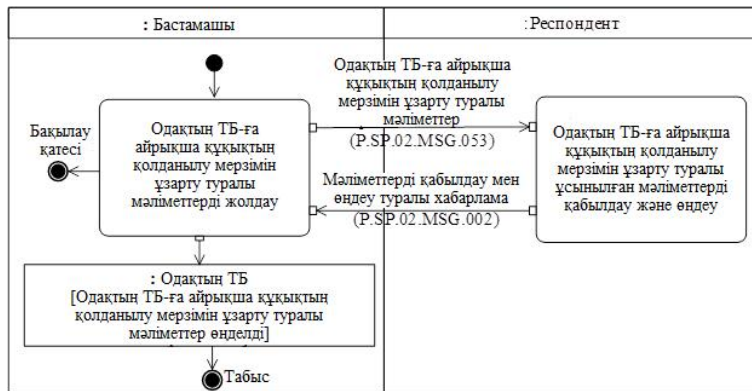 : Бастамашы
:Респондент
Одақтың ТБ-ға айрықша
құқықтың қолданылу
мерзімін ұзарту туралы
мәліметтер
(P.SP.02.MSG.053)
Бақылау
қатесі
Одақтың ТБ-ға
айрықша құқықтың
қолданылу мерзімін
ұзарту туралы
мәліметтерді жолдау
Одақтың ТБ-ға айрықша
құқықтың қолданылу
мерзімін ұзарту туралы
ұсынылған мәліметтерді
қабылдау және өңдеу
Мәліметтерді қабылдау мен
өңдеу туралы хабарлама
(P.SP.02.MSG.002)
: Одақтың ТБ
[Одақтың ТБ-ға айрықша құқықтың
қолданылу мерзімін ұзарту туралы
мәліметтер өңделді]
Табыс